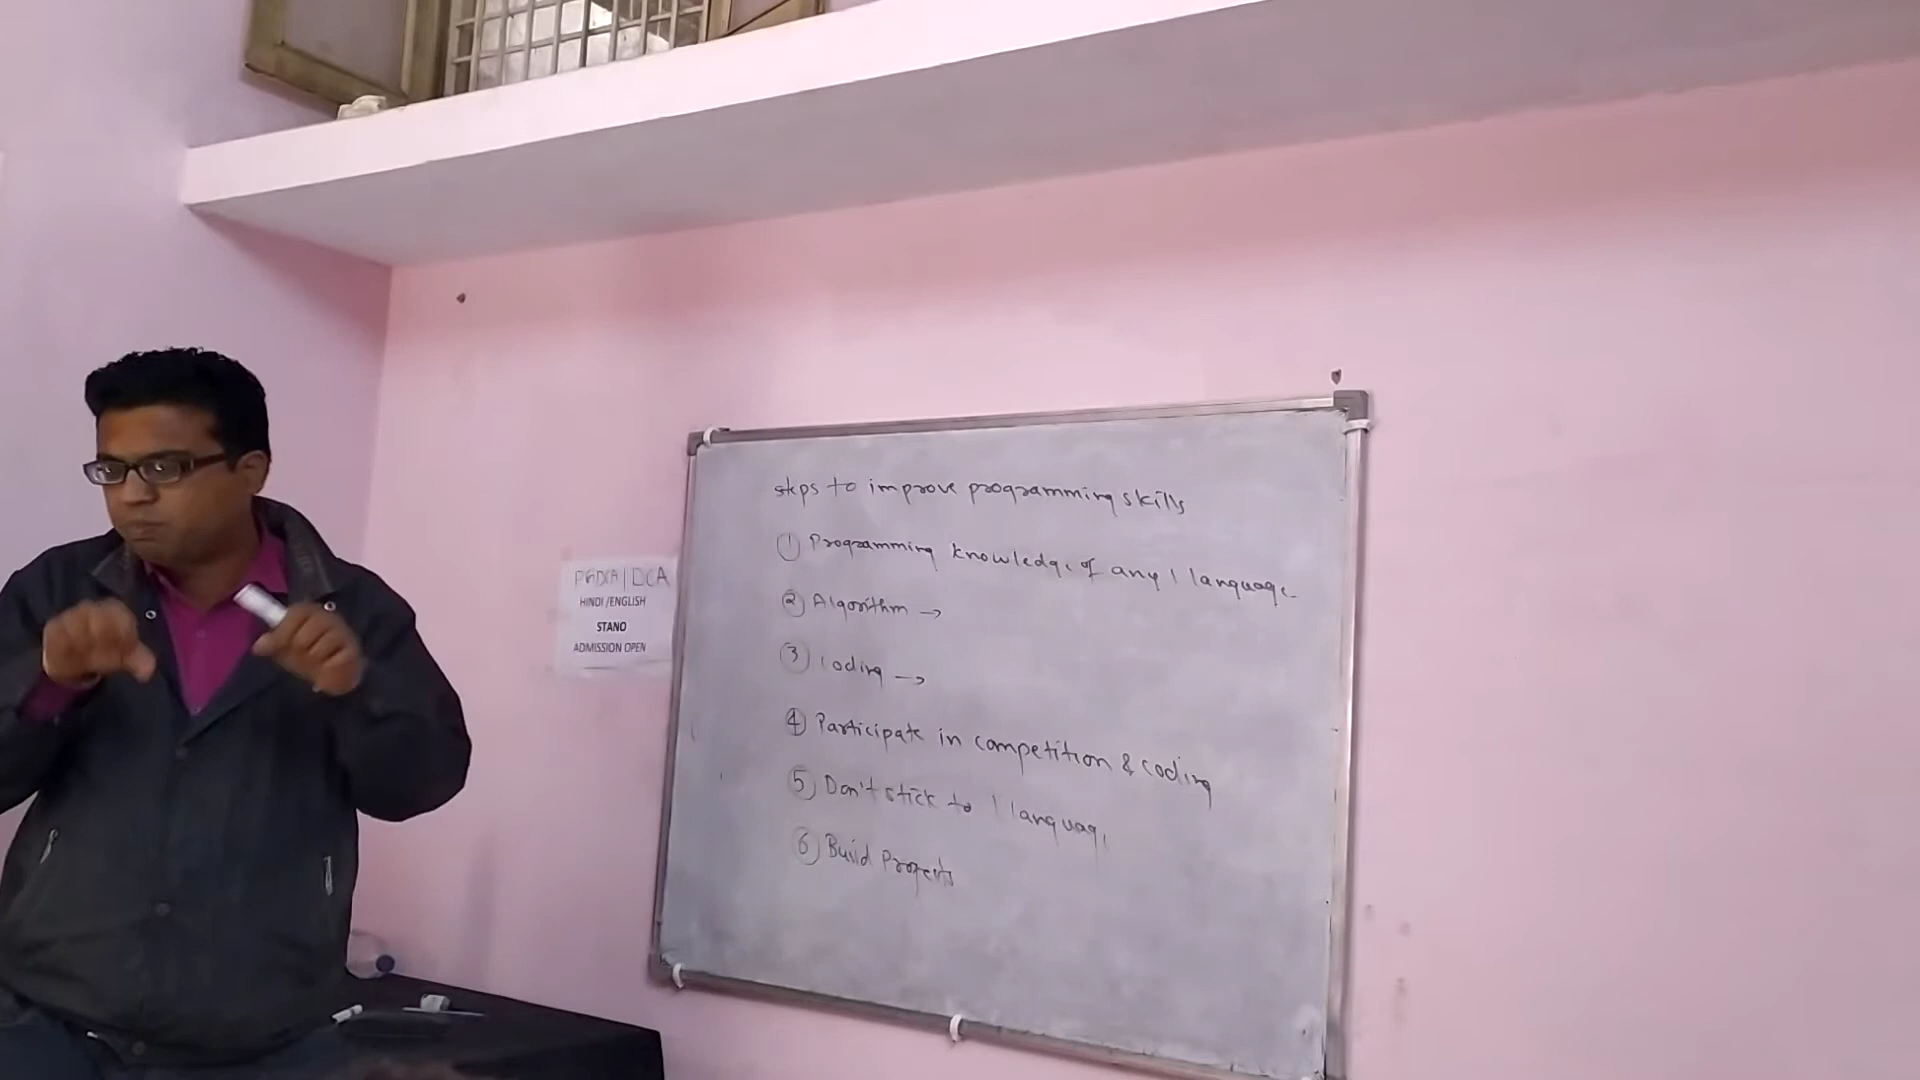 PGDCA|DCA
HINDI /ENGLISH
STANO
ADMISSION OPEN
steps to improve programming skills
① Programming knowledge of any 1 language
② Algorithm →
③ coding →
④ Participate in competition & coding
⑤ Don't stick to 1 language
⑥ Build Projects